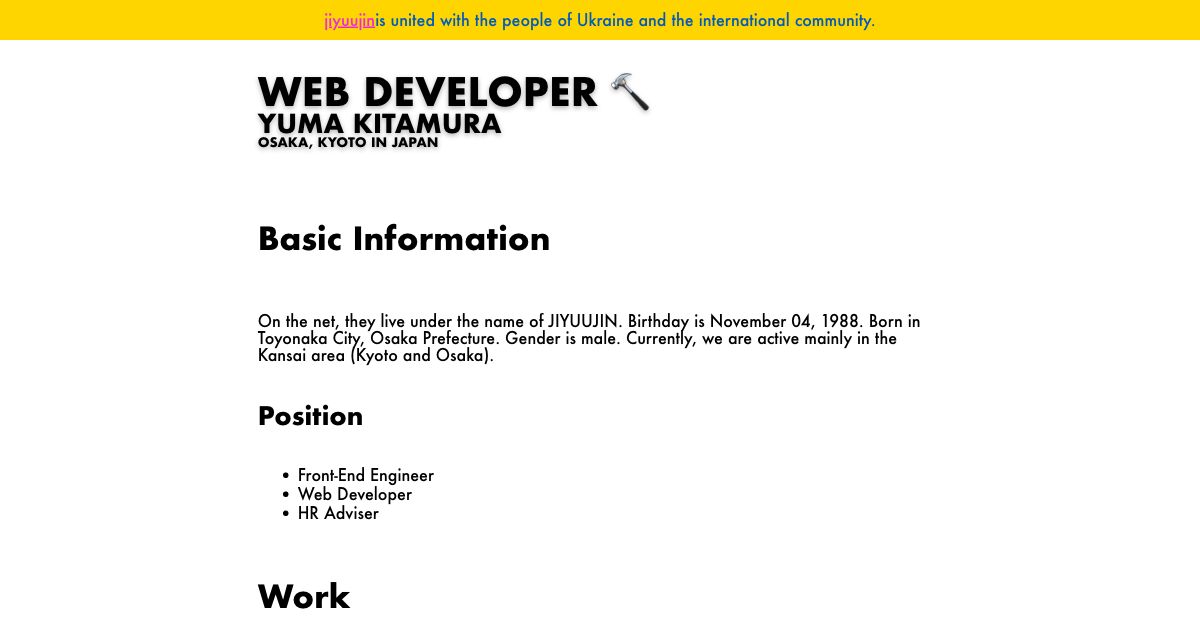 jiyuujinis united with the people of Ukraine and the international community.
WEB DEVELOPER 🔨
YUMA KITAMURA
OSAKA, KYOTO IN JAPAN
Basic Information
On the net, they live under the name of JIYUUJIN. Birthday is November 04, 1988. Born in
Toyonaka City, Osaka Prefecture. Gender is male. Currently, we are active mainly in the
Kansai area (Kyoto and Osaka).
Position
• Front-End Engineer
• Web Developer
• HR Adviser
Work